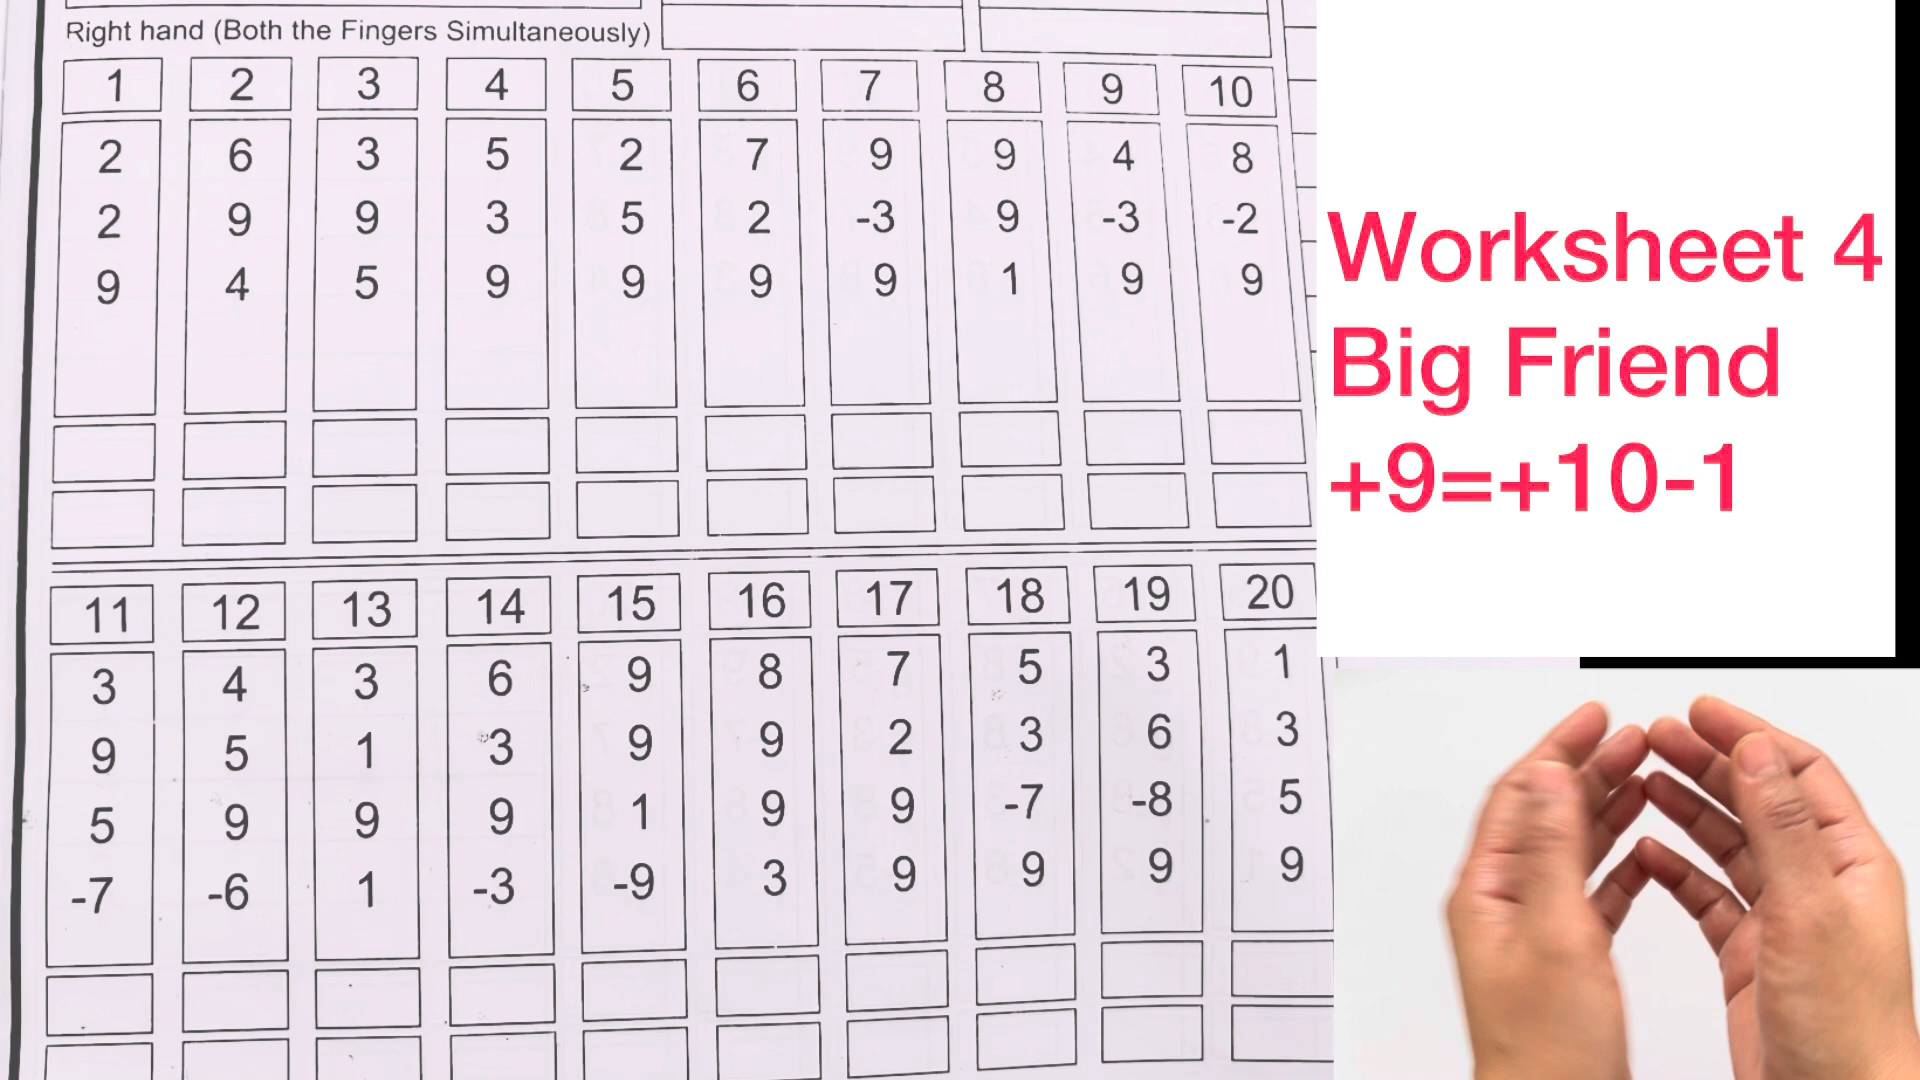 Right hand (Both the Fingers Simultaneously)
1 2 3 4 5 6 7 8 9 10
2 6 3 5 2 7 9 9 4 8
2 9 9 3 5 2 -3 9 -3 -2
9 4 5 9 9 9 9 1 9 9
11 12 13 14 15 16 17 18 19 20
3 4 3 6 9 8 7 5 3 1
9 5 1 3 9 9 2 3 6 3
5 9 9 9 1 9 9 -7 -8 5
-7 -6 1 -3 -9 3 9 9 9 9
Worksheet 4
Big Friend
+9=+10-1